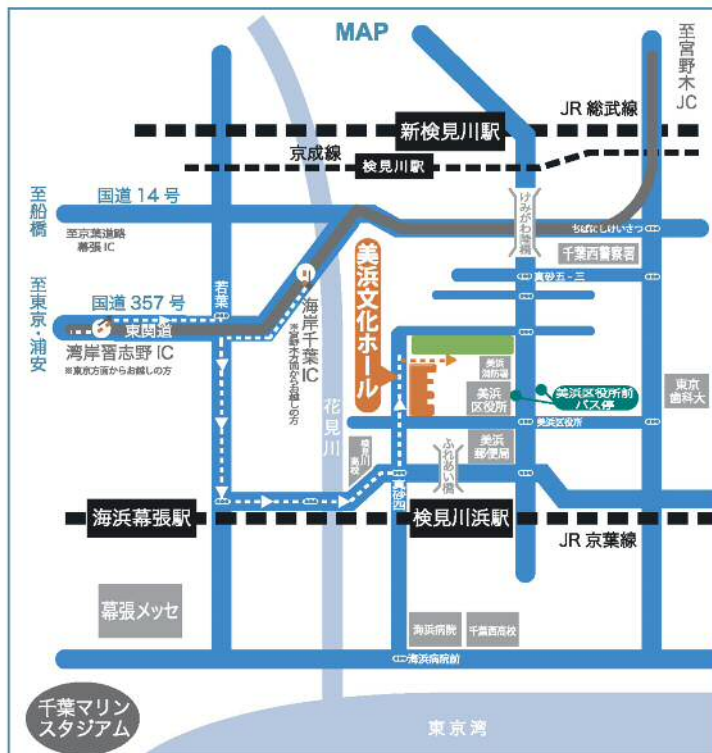 MAP
至宮野木JC
JR 総武線
新検見川駅
京成線
検見川駅
至船橋
国道 14 号
至京葉道路
幕張 IC
けみがわ陸橋
ちばにしけいさつ
千葉西警察署
真砂五－三
至東京・浦安
国道 357 号
若葉
東関道
湾岸習志野 IC
※東京方面からお越しの方
海岸千葉 IC
※宮野木方面からお越しの方
美浜文化ホール
花見川
美浜
消防署
美浜
区役所
美浜区役所前
バス停
東京
歯科大
美浜区役所
検見川
高校
ふれあい橋
美浜
郵便局
真砂四
海浜幕張駅
検見川浜駅
JR 京葉線
幕張メッセ
海浜病院
千葉西高校
海浜病院前
千葉マリン
スタジアム
東京湾